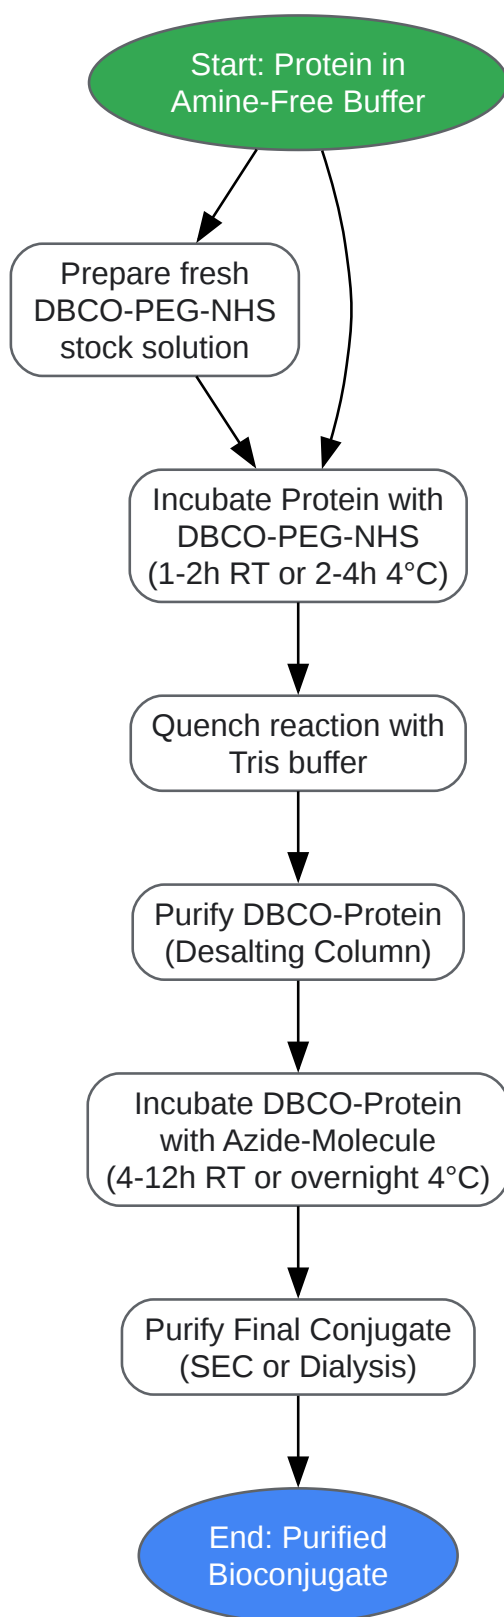 Start: Protein in
Amine-Free Buffer
Prepare fresh
DBCO-PEG-NHS
stock solution
Incubate Protein with
DBCO-PEG-NHS
(1-2h RT or 2-4h 4°C)
Quench reaction with
Tris buffer
Purify DBCO-Protein
(Desalting Column)
Incubate DBCO-Protein
with Azide-Molecule
(4-12h RT or overnight 4°C)
Purify Final Conjugate
(SEC or Dialysis)
End: Purified
Bioconjugate